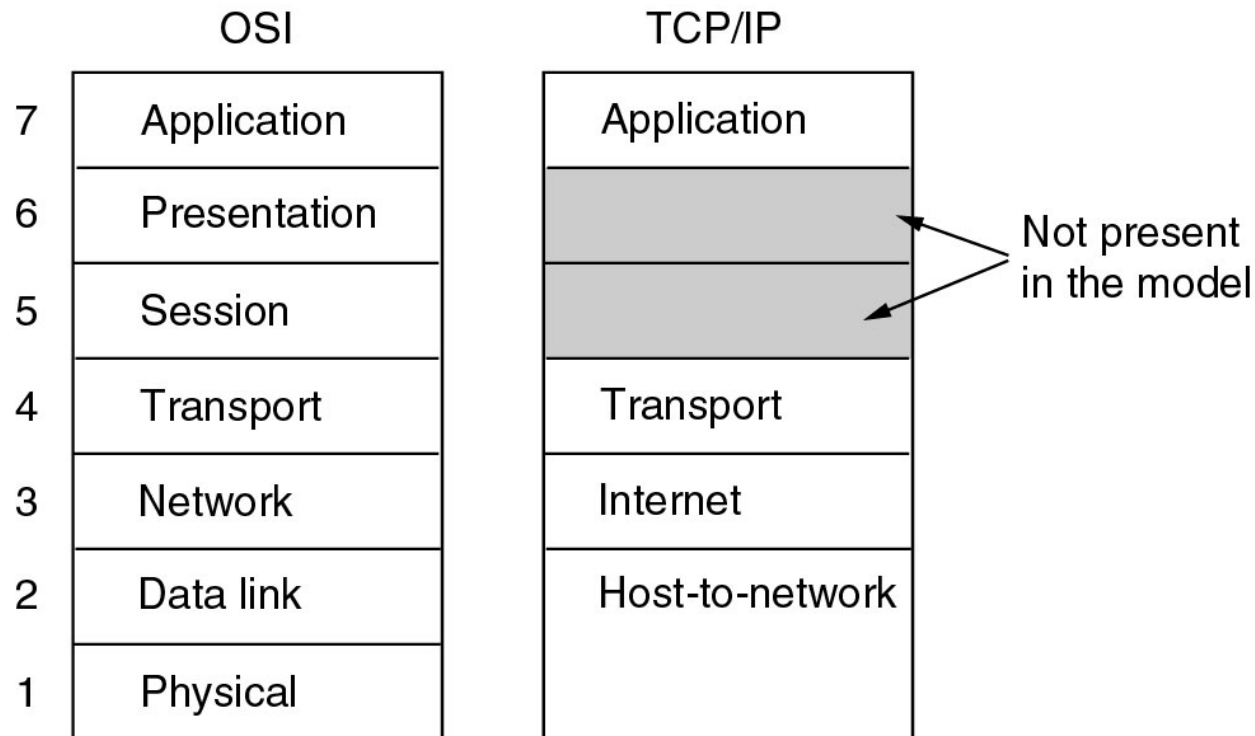 OSI
TCP/IP
7
Application
Application
6
Presentation
5
Session
Not present
in the model
4
Transport
Transport
3
Network
Internet
2
Data link
Host-to-network
1
Physical